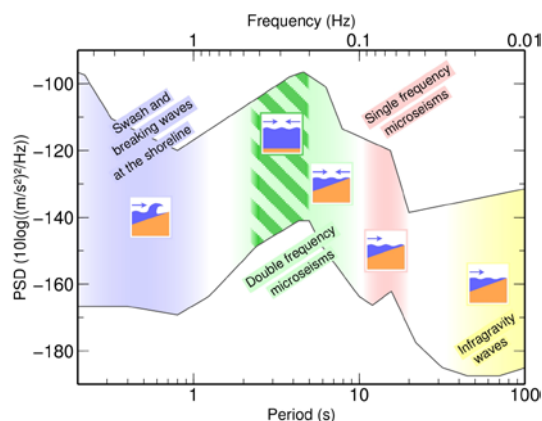 Frequency (Hz)
1
0.1
0.01
PSD (10log((m/s²)²/Hz))
−100
−120
−140
−160
−180
Swash and
breaking waves
at the shoreline
Single frequency
microseisms
Double frequency
microseisms
Infragravity
waves
1
10
100
Period (s)